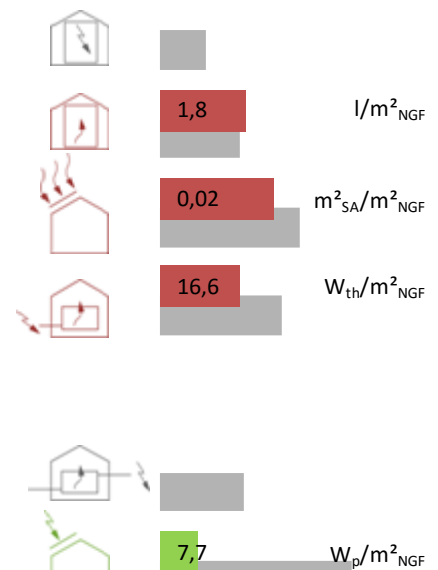 1,8 l/m²NGF
0,02 m²SA/m²NGF
16,6 Wth/m²NGF
7,7 Wp/m²NGF